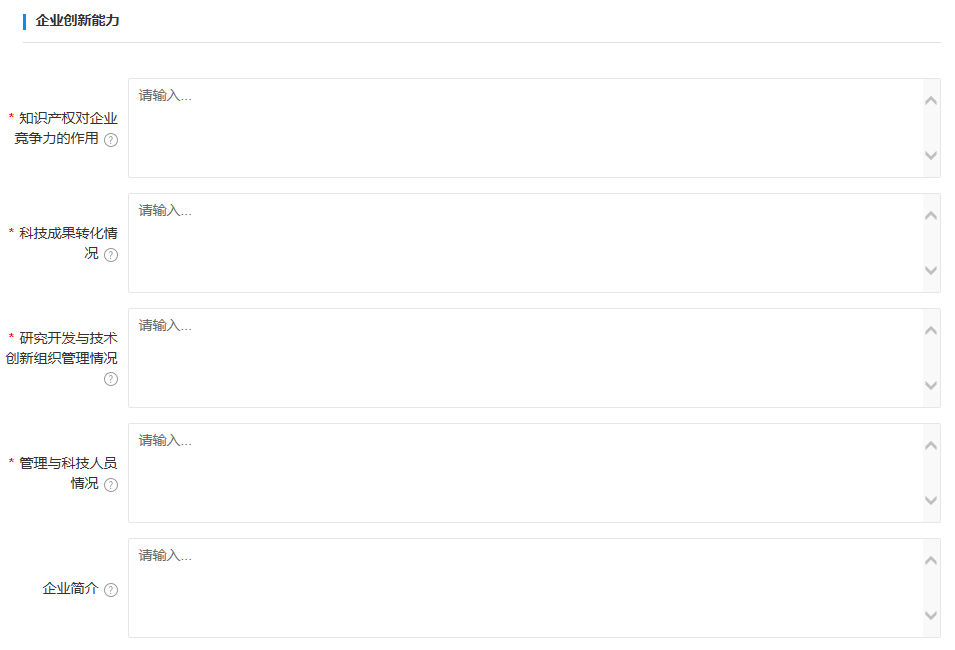 企业创新能力
请输入...
* 知识产权对企业
竞争力的作用 ?
请输入...
* 科技成果转化情
况 ?
请输入...
* 研究开发与技术
创新组织管理情况
?
请输入...
* 管理与科技人员
情况 ?
请输入...
企业简介 ?